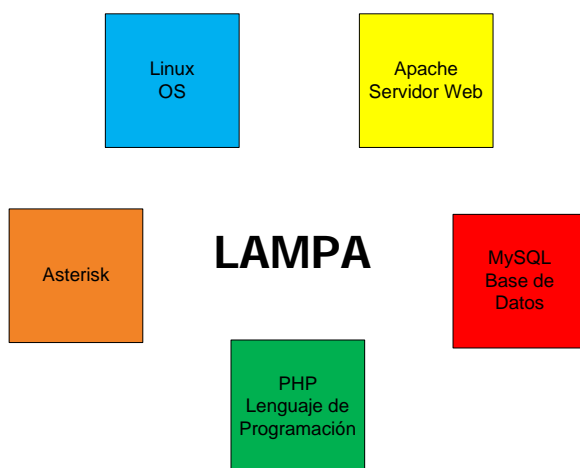 Linux
OS
Apache
Servidor Web
Asterisk
LAMPA
MySQL
Base de
Datos
PHP
Lenguaje de
Programación